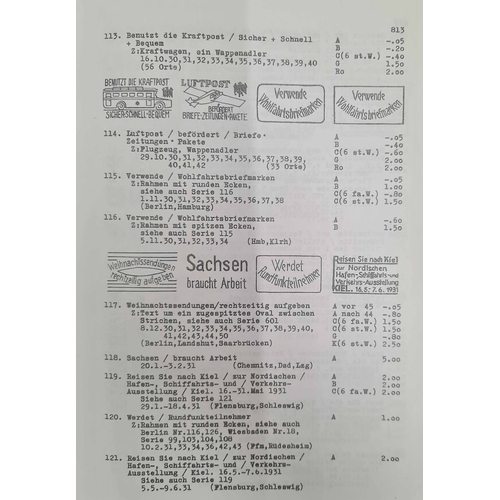 813
113. Benutzt die Kraftpost / Sicher + Schnell A -.05
+ Bequem B -.20
Z:Kraftwagen, ein Wappenadler C(6 st.W.) -.40
16.10.30,31,32,33,34,35,36,37,38,39,40 G 1.50
(56 Orte) Ro 2.00
BENUTZT DIE KRAFTPOST
SICHER·SCHNELL·BEQUEM
LUFTPOST
BEFÖRDERT
BRIEFE·ZEITUNGEN·PAKETE
Verwende
Wohlfahrtsbriefmarken
Verwende
Wohlfahrtsbriefmarken
114. Luftpost / befördert / Briefe· A -.05
Zeitungen· Pakete B -.40
Z:Flugzeug, Wappenadler C(6 st.W.) -.60
29.10.30,31,32,33,34,35,36,37,38,39, G 2.00
40,41,42 (33 Orte) Ro 2.00
115. Verwende / Wohlfahrtsbriefmarken A -.05
Z:Rahmen mit runden Ecken, B -.20
siehe auch Serie 116 C(6 fa.W.) -.80
1.11.30,31,32,33,34,35,36,37,38 C(6 st.W.) 2.50
(Berlin,Hamburg)
116. Verwende / Wohlfahrtsbriefmarken A -.60
Z:Rahmen mit spitzen Ecken, B 1.50
siehe auch Serie 115
5.11.30,31,32,33,34 (Hmb,Klrh)
Weihnachtssendungen
rechtzeitig aufgeben
Sachsen
braucht Arbeit
Werdet
Rundfunkteilnehmer
Reisen Sie nach Kiel
zur Nordischen
Hafen-,Schiffahrts-und
Verkehrs-Ausstellung
KIEL. 16.5.-7.6.1931
117. Weihnachtssendungen/rechtzeitig aufgeben A vor 45 -.05
Z:Text um ein zugespitztes Oval zwischen A nach 44 -.80
Strichen, siehe auch Serie 601 C(6 fa.W.) 1.50
8.12.30,31,32,33,34,35,36,37,38,39,40, C(6 st.W.) 1.50
41,42,43,44,50 G -.80
(Berlin,Landshut,Saarbrücken) E(6 st.W.) 2.50
118. Sachsen / braucht Arbeit A 5.00
20.1.-3.2.31 (Chemnitz,Dsd,Lzg)
119. Reisen Sie nach Kiel / zur Nordischen / A 2.00
Hafen-, Schiffahrts- und / Verkehrs- B 2.00
Ausstellung / Kiel. 16.-31.Mai 1931 C(6 fa.W.) 2.00
Siehe auch Serie 121
29.1.-18.4.31 (Flensburg,Schleswig)
120. Werdet / Rundfunkteilnehmer A 1.00
Z:Rahmen mit runden Ecken, siehe auch
Berlin Nr.116,126, Wiesbaden Nr.18,
Serie 99,103,104,108
10.2.31,33,34,36,42,43 (Ffm,Rüdesheim)
121. Reisen Sie nach Kiel / zur Nordischen / A 2.00
Hafen-, Schiffahrts- und / Verkehrs-
Ausstellung / Kiel. 16.5.-7.6.1931
Siehe auch Serie 119
5.5.-9.6.31 (Flensburg,Schleswig)